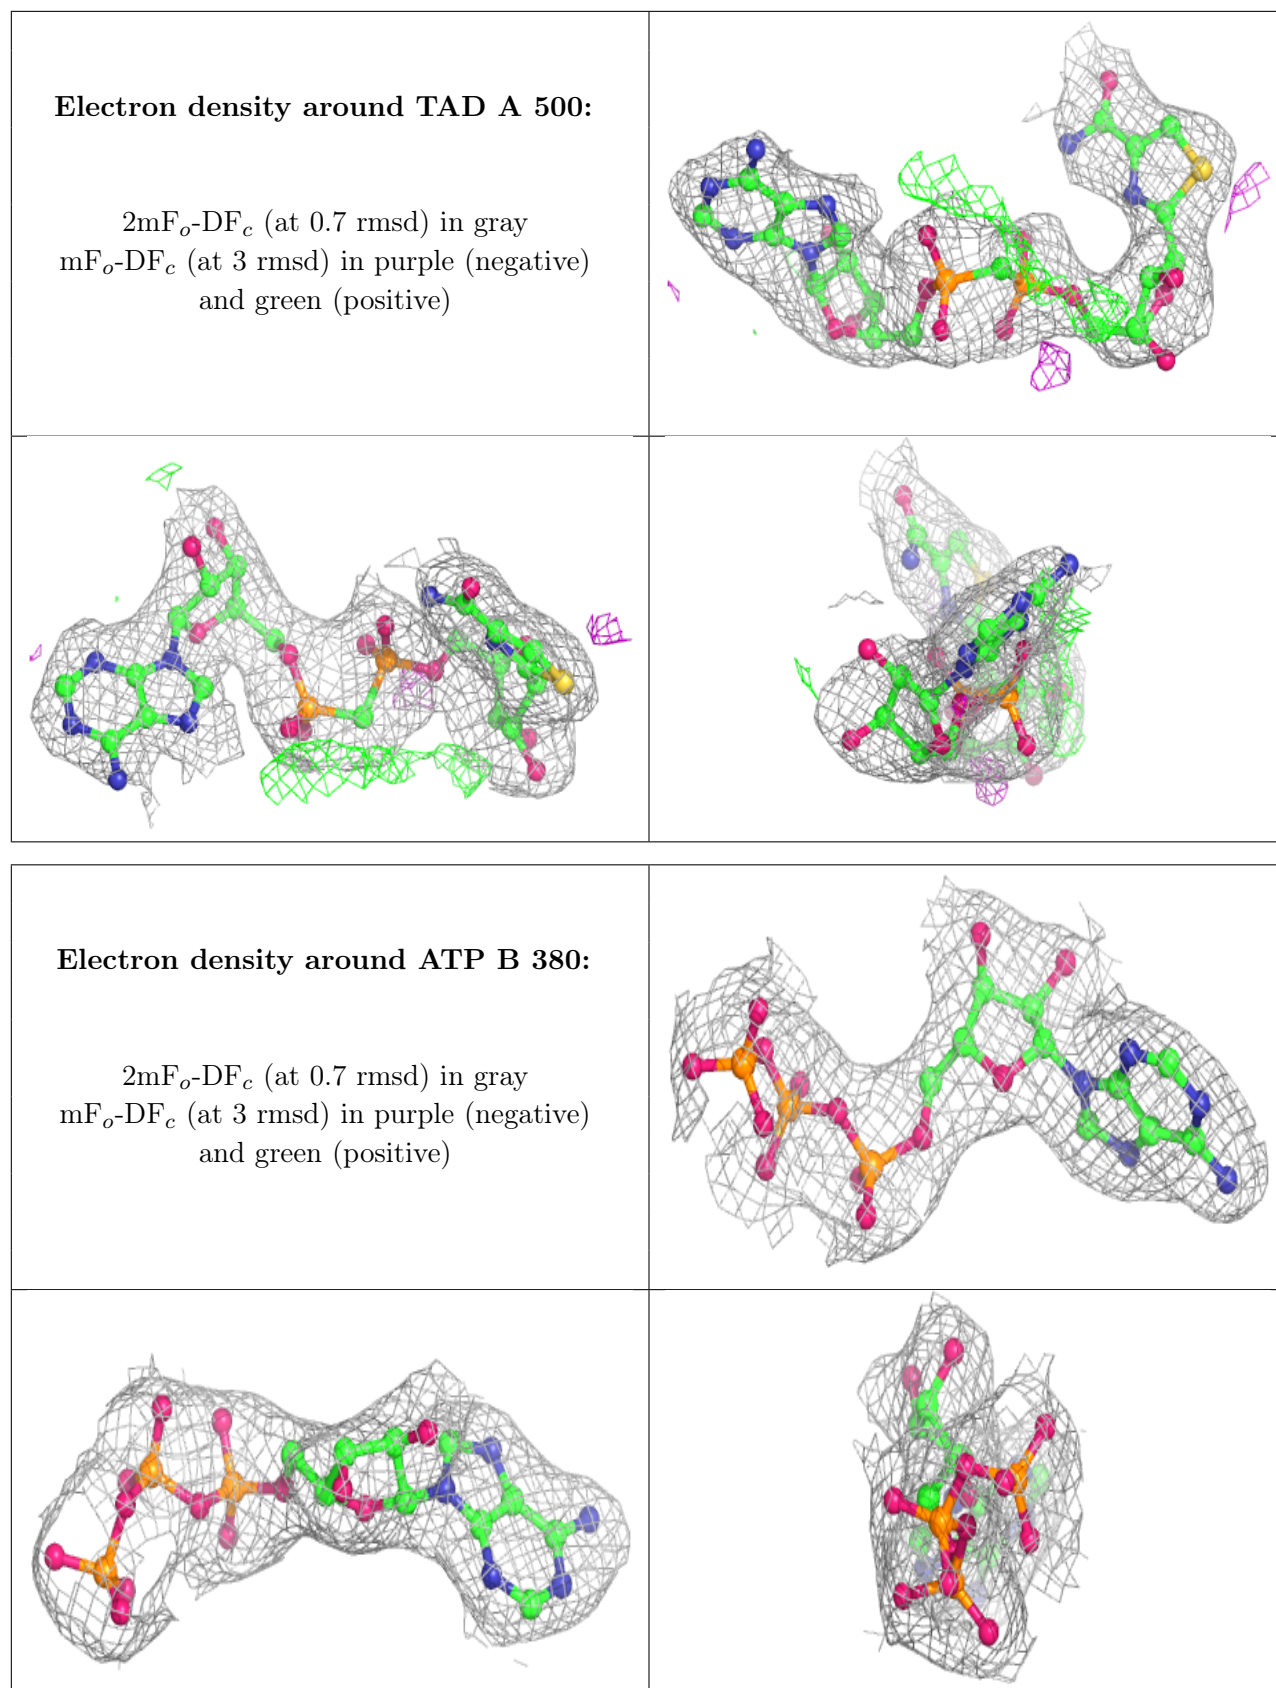 Electron density around TAD A 500:
2mFₒ-DF𝒸 (at 0.7 rmsd) in gray
mFₒ-DF𝒸 (at 3 rmsd) in purple (negative)
and green (positive)
Electron density around ATP B 380:
2mFₒ-DF𝒸 (at 0.7 rmsd) in gray
mFₒ-DF𝒸 (at 3 rmsd) in purple (negative)
and green (positive)